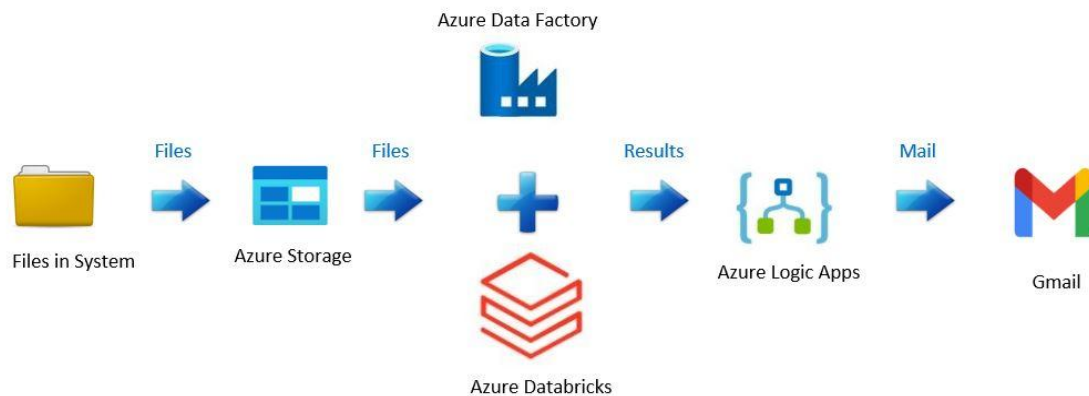 Azure Data Factory
Files
Files
Results
Mail
Files in System
Azure Storage
Azure Logic Apps
Gmail
Azure Databricks